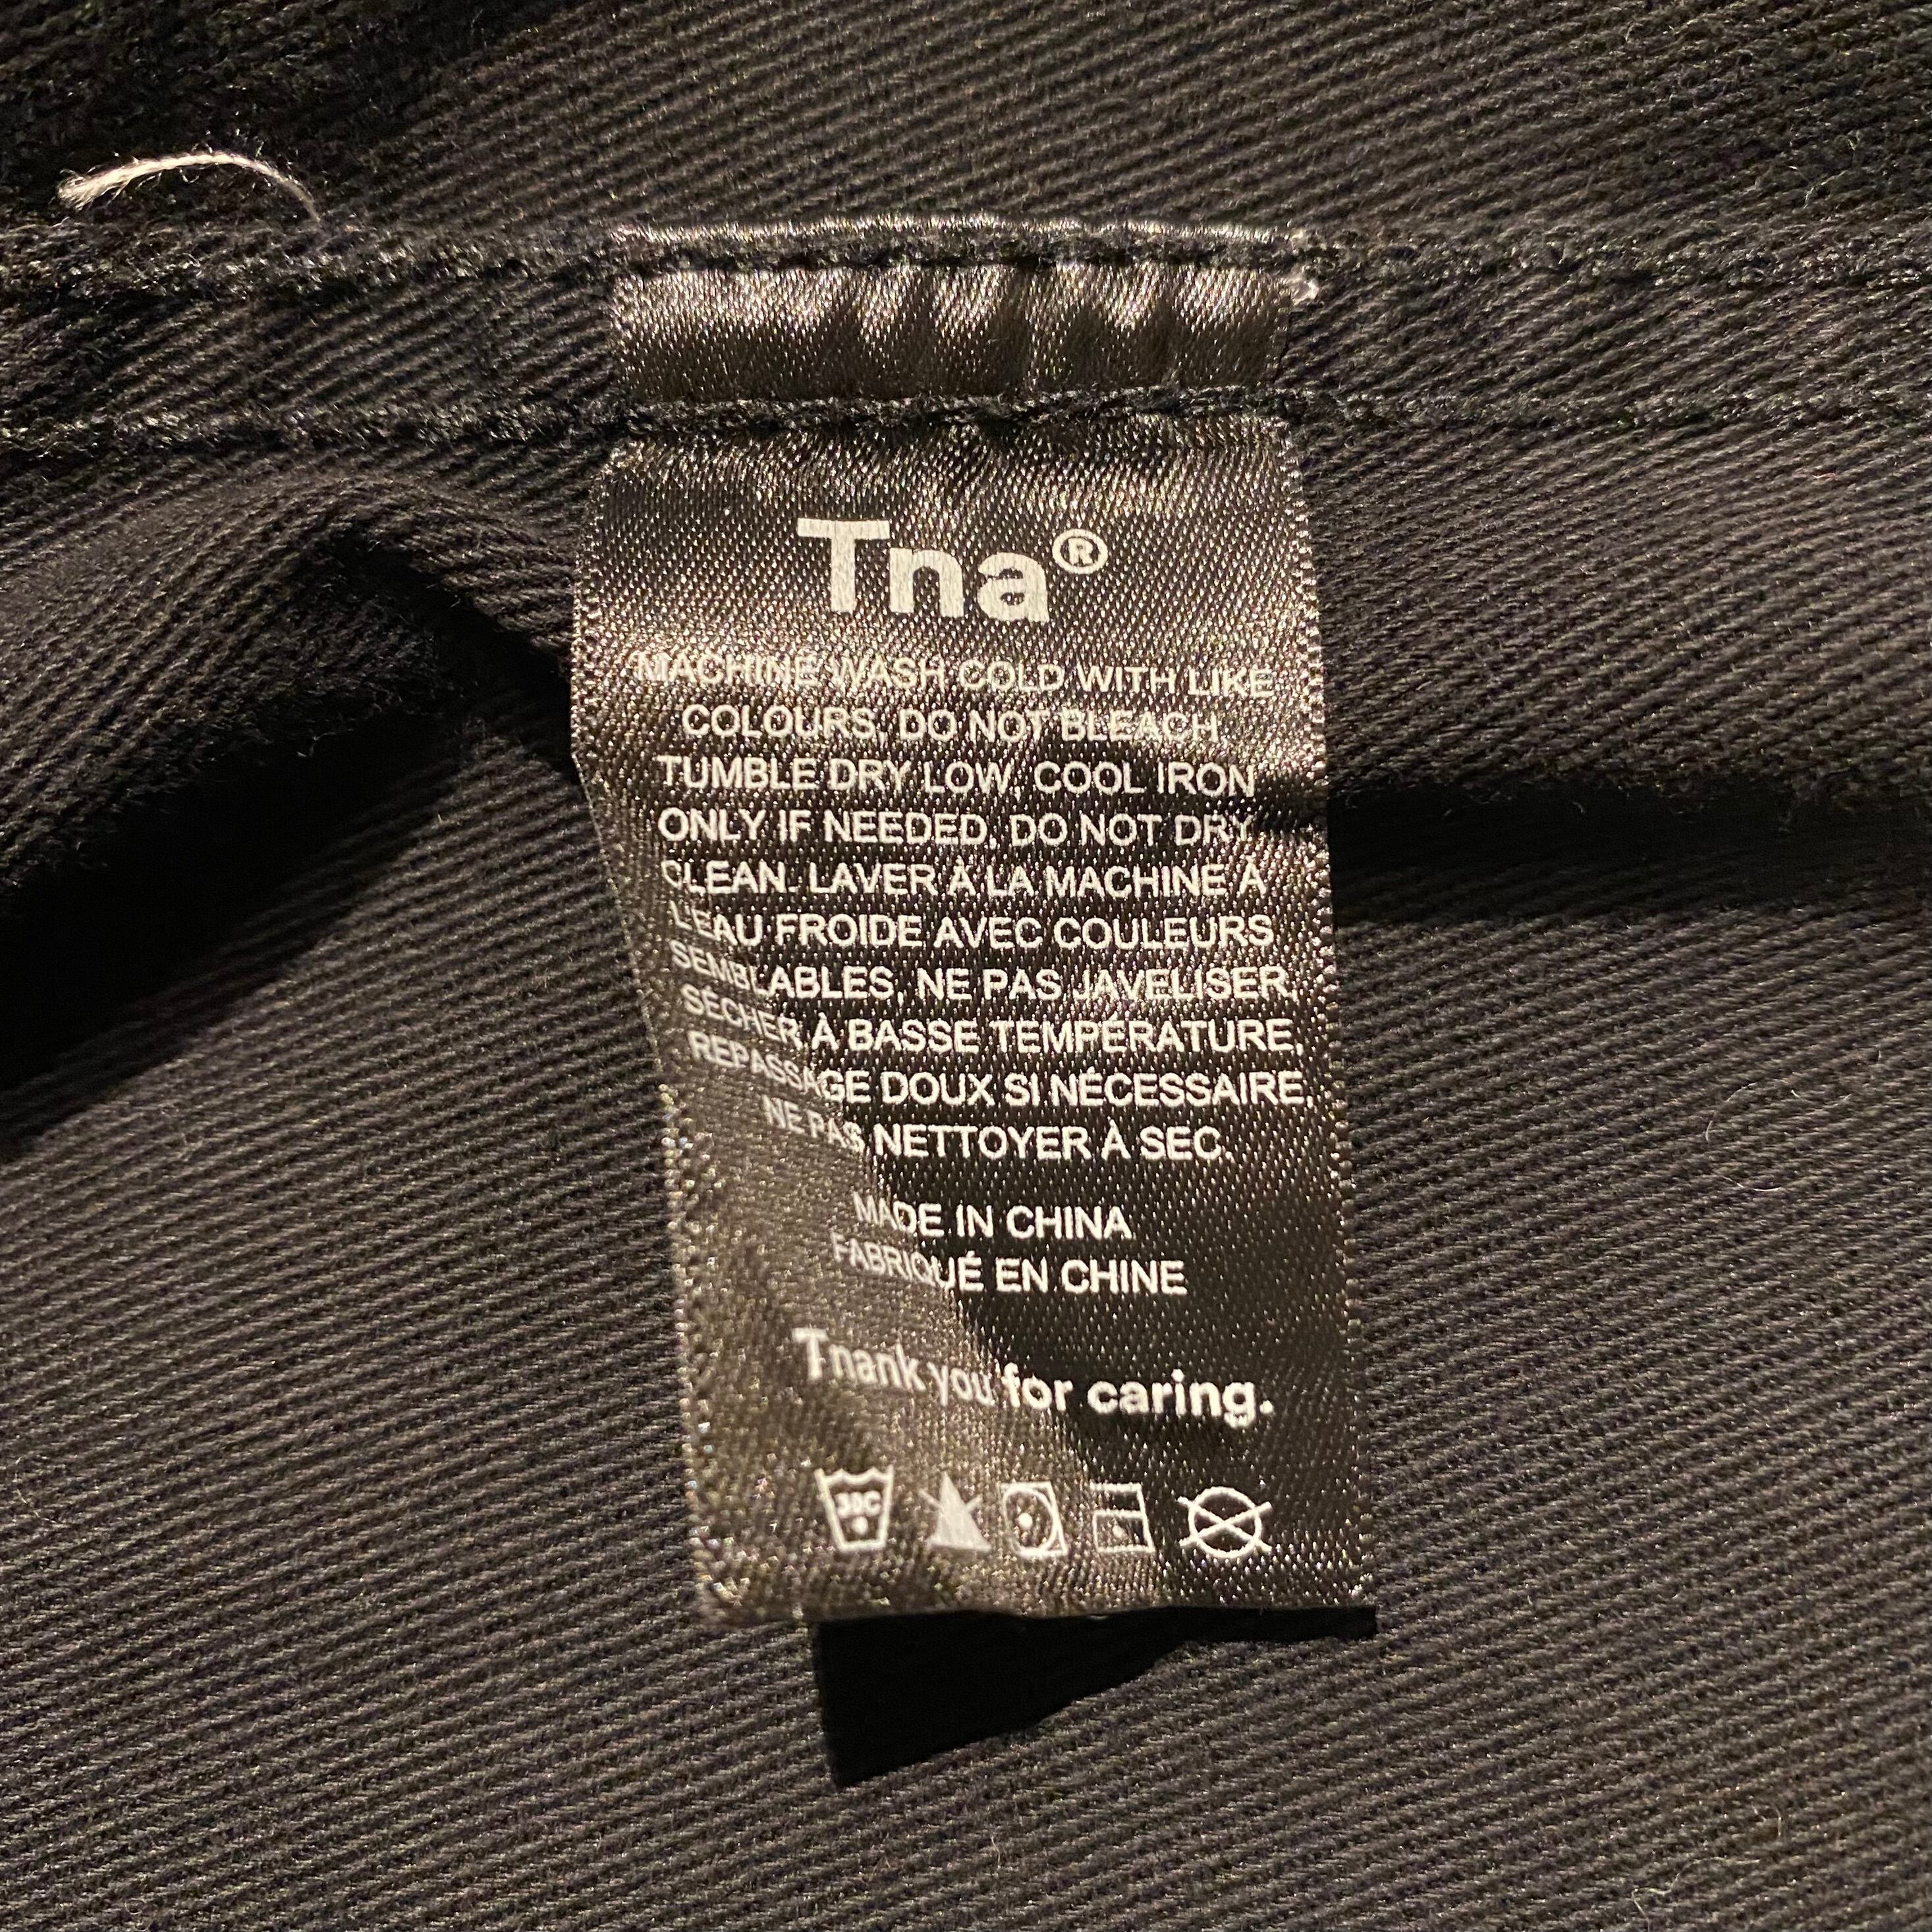 Tna®
MACHINE WASH COLD WITH LIKE
COLOURS, DO NOT BLEACH
TUMBLE DRY LOW, COOL IRON
ONLY IF NEEDED, DO NOT DRY
CLEAN. LAVER À LA MACHINE À
L'EAU FROIDE AVEC COULEURS
SEMBLABLES, NE PAS JAVELISER,
SÉCHER À BASSE TEMPÉRATURE,
REPASSAGE DOUX SI NÉCESSAIRE,
NE PAS NETTOYER À SEC.
MADE IN CHINA
FABRIQUÉ EN CHINE
Tnank you for caring.
30C